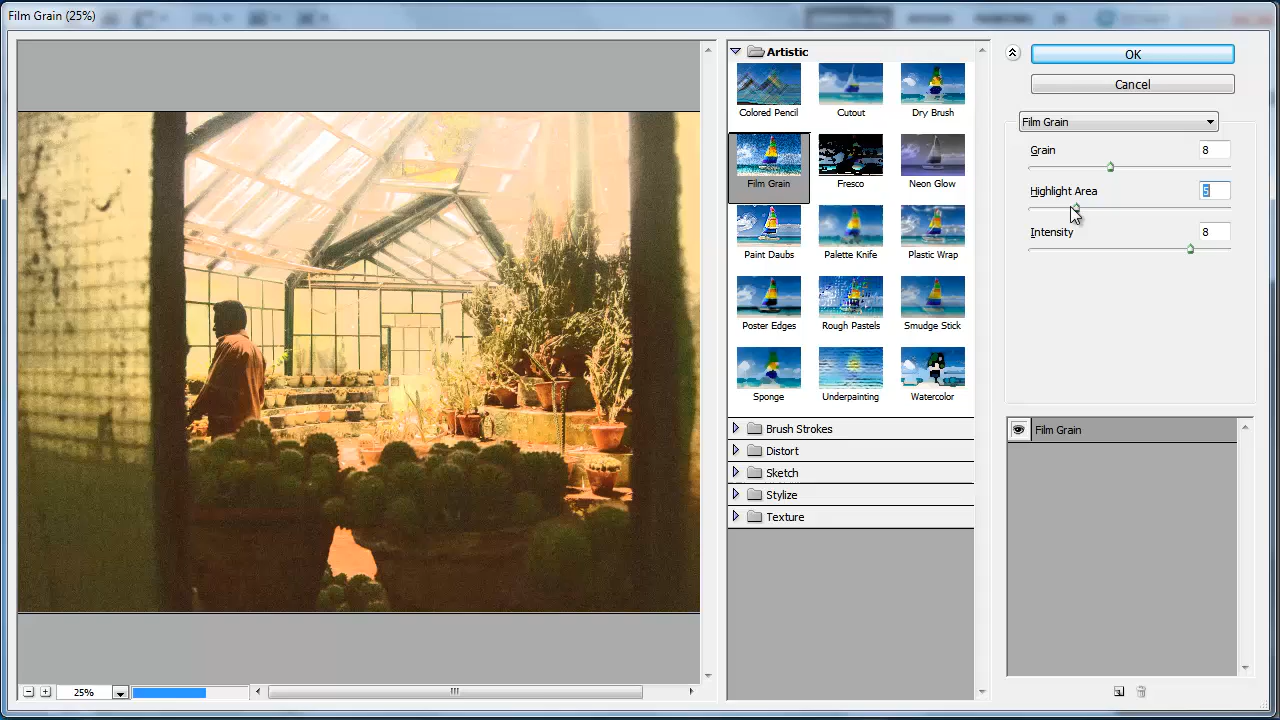 Film Grain (25%)
Artistic
Colored Pencil
Cutout
Dry Brush
Film Grain
Fresco
Neon Glow
Paint Daubs
Palette Knife
Plastic Wrap
Poster Edges
Rough Pastels
Smudge Stick
Sponge
Underpainting
Watercolor
Brush Strokes
Distort
Sketch
Stylize
Texture
OK
Cancel
Film Grain
Grain 8
Highlight Area 5
Intensity 8
Film Grain
25%